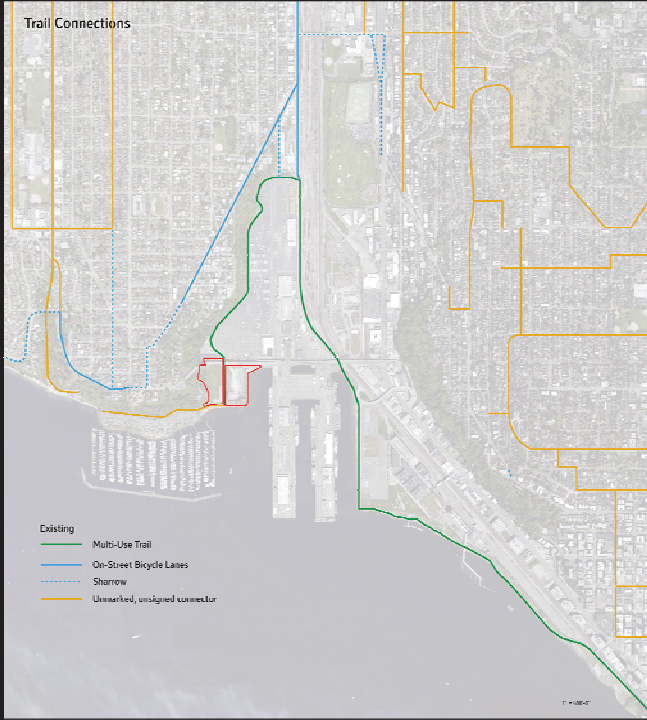 Trail Connections
Existing
Multi-Use Trail
On-Street Bicycle Lanes
Sharrow
Unmarked, unsigned connector